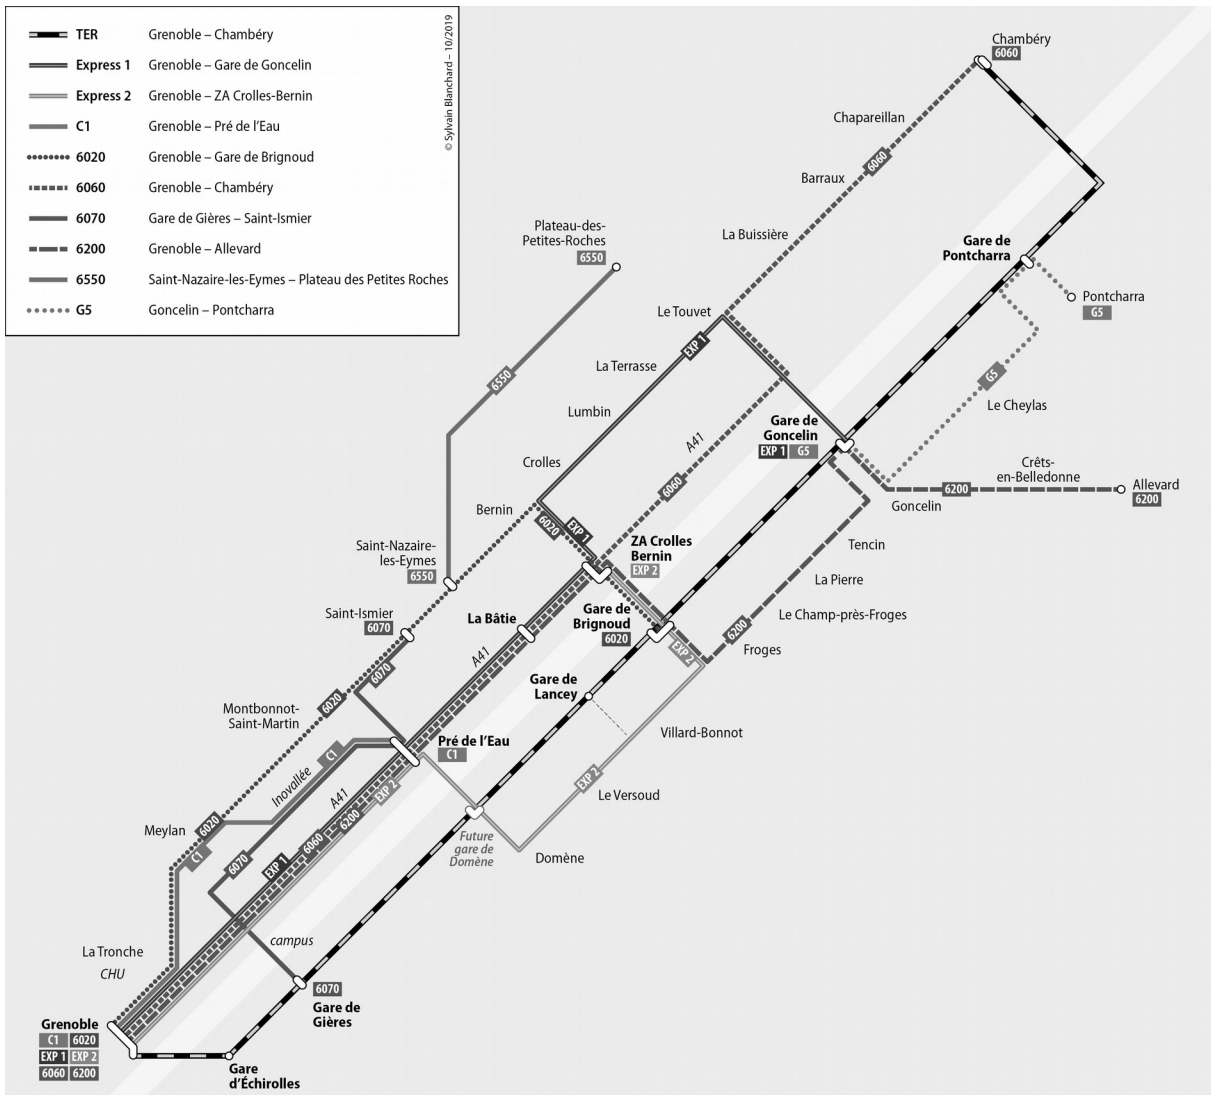 TER Grenoble – Chambéry
Express 1 Grenoble – Gare de Goncelin
Express 2 Grenoble – ZA Crolles-Bernin
C1 Grenoble – Pré de l'Eau
6020 Grenoble – Gare de Brignoud
6060 Grenoble – Chambéry
6070 Gare de Gières – Saint-Ismier
6200 Grenoble – Allevard
6550 Saint-Nazaire-les-Eymes – Plateau des Petites Roches
G5 Goncelin – Pontcharra
© Sylvain Blanchard – 10/2019
Chambéry
6060
Chapareillan
6060
Barraux
La Buissière
Plateau-des-
Petites-Roches
6550
Gare de
Pontcharra
Pontcharra
G5
Le Touvet
EXP 1
La Terrasse
6550
G5
Le Cheylas
Lumbin
Gare de
Goncelin
EXP 1 G5
A41
Crolles
Crêts-
en-Belledonne
6060
6200
Allevard
6200
Goncelin
Bernin
6020
EXP 1
Tencin
ZA Crolles
Bernin
EXP 2
Saint-Nazaire-
les-Eymes
6550
La Pierre
Gare de
Brignoud
6020
Le Champ-près-Froges
Saint-Ismier
6070
La Bâtie
6200
Froges
EXP 2
A41
6070
Gare de
Lancey
6020
Montbonnot-
Saint-Martin
Villard-Bonnot
Pré de l'Eau
C1
C1
Inovallée
EXP 2
Le Versoud
A41
EXP 2
6200
Meylan
6020
C1
6060
Future
gare de
Domène
Domène
6070
EXP 1
campus
La Tronche
CHU
6070
Gare de
Gières
Grenoble
C1 6020
EXP 1 EXP 2
6060 6200
Gare
d'Échirolles